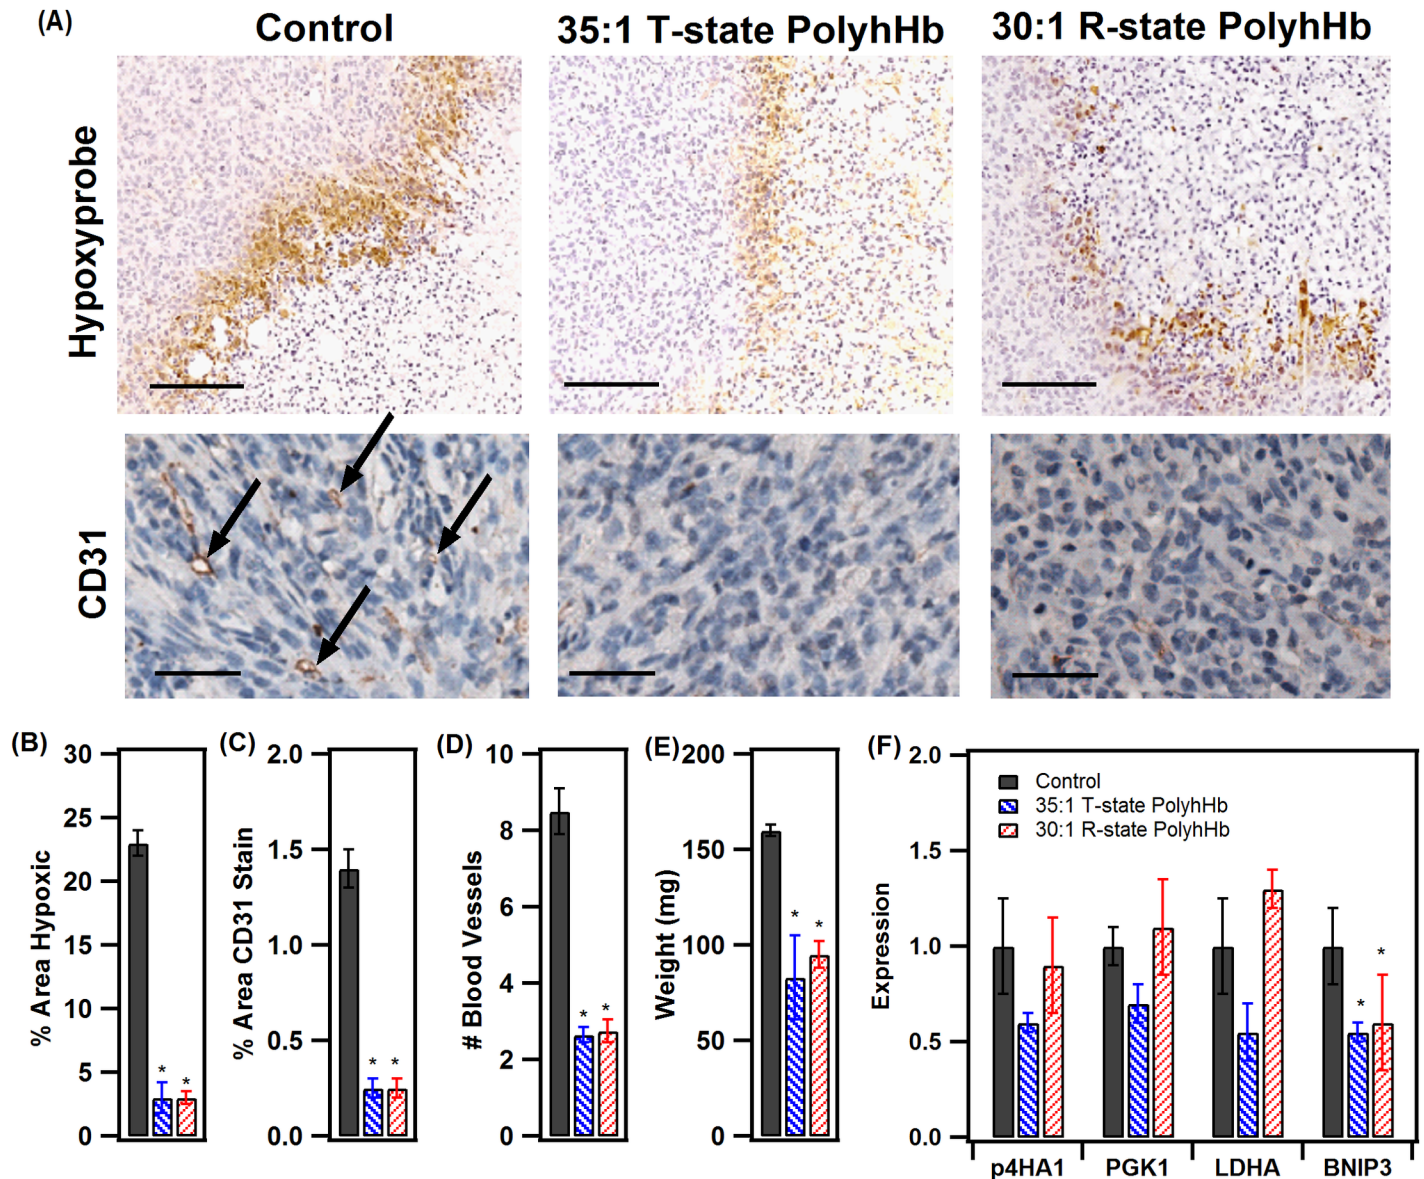 (A)
Control
35:1 T-state PolyhHb
30:1 R-state PolyhHb
Hypoxyprobe
CD31
(B)
30
25
20
15
10
5
0
% Area Hypoxic
* *
(C)
2.0
1.5
1.0
0.5
0.0
% Area CD31 Stain
* *
(D)
10
8
6
4
2
0
# Blood Vessels
* *
(E)
200
150
100
50
0
Weight (mg)
* *
(F)
2.0
1.5
1.0
0.5
0.0
Expression
Control
35:1 T-state PolyhHb
30:1 R-state PolyhHb
* *
p4HA1
PGK1
LDHA
BNIP3